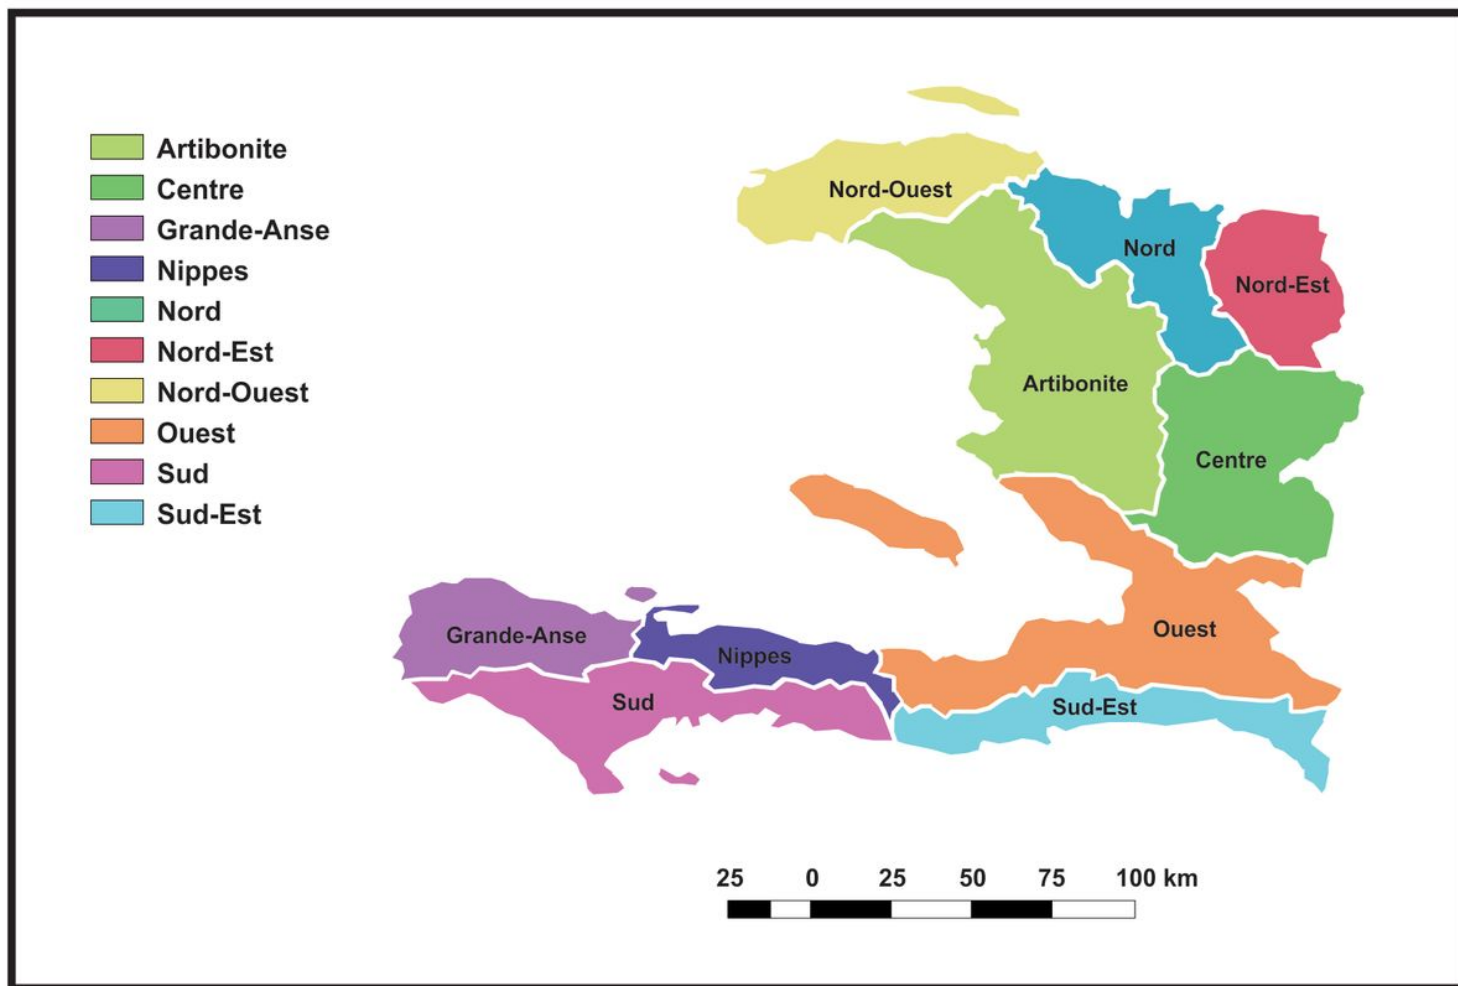 Artibonite
Centre
Grande-Anse
Nippes
Nord
Nord-Est
Nord-Ouest
Ouest
Sud
Sud-Est
Nord-Ouest
Nord
Nord-Est
Artibonite
Centre
Ouest
Grande-Anse
Nippes
Sud
Sud-Est
25 0 25 50 75 100 km